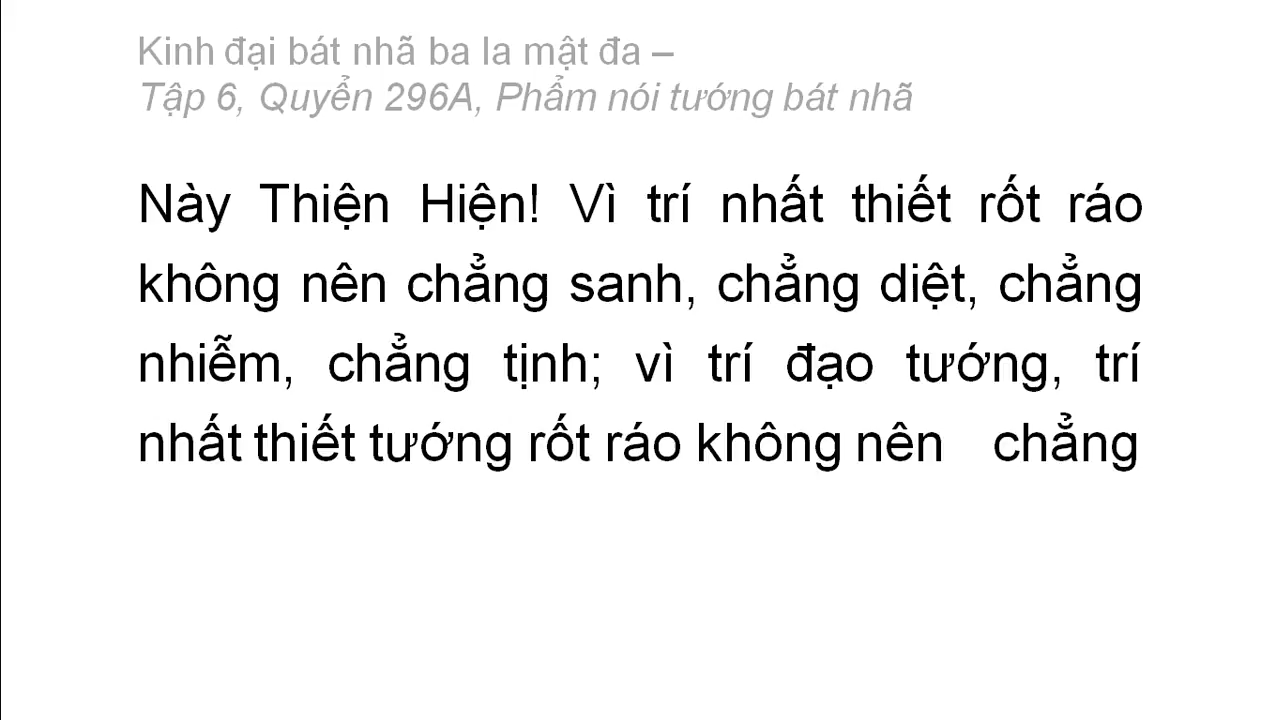 Kinh đại bát nhã ba la mật đa –
Tập 6, Quyển 296A, Phẩm nói tướng bát nhã
Này Thiện Hiện! Vì trí nhất thiết rốt ráo
không nên chẳng sanh, chẳng diệt, chẳng
nhiễm, chẳng tịnh; vì trí đạo tướng, trí
nhất thiết tướng rốt ráo không nên chẳng